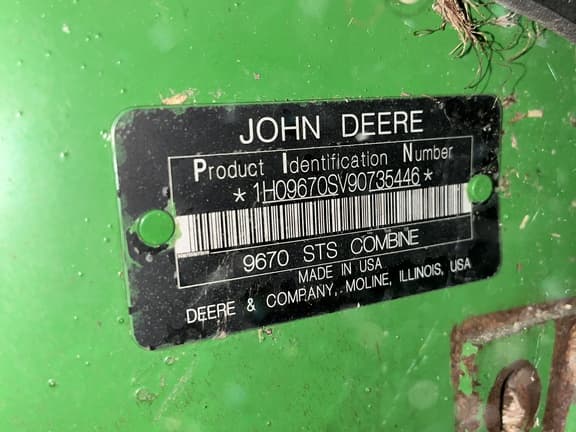 JOHN DEERE
Product Identification Number
*1H09670SV90735446*
9670 STS COMBINE
MADE IN USA
DEERE & COMPANY, MOLINE, ILLINOIS, USA